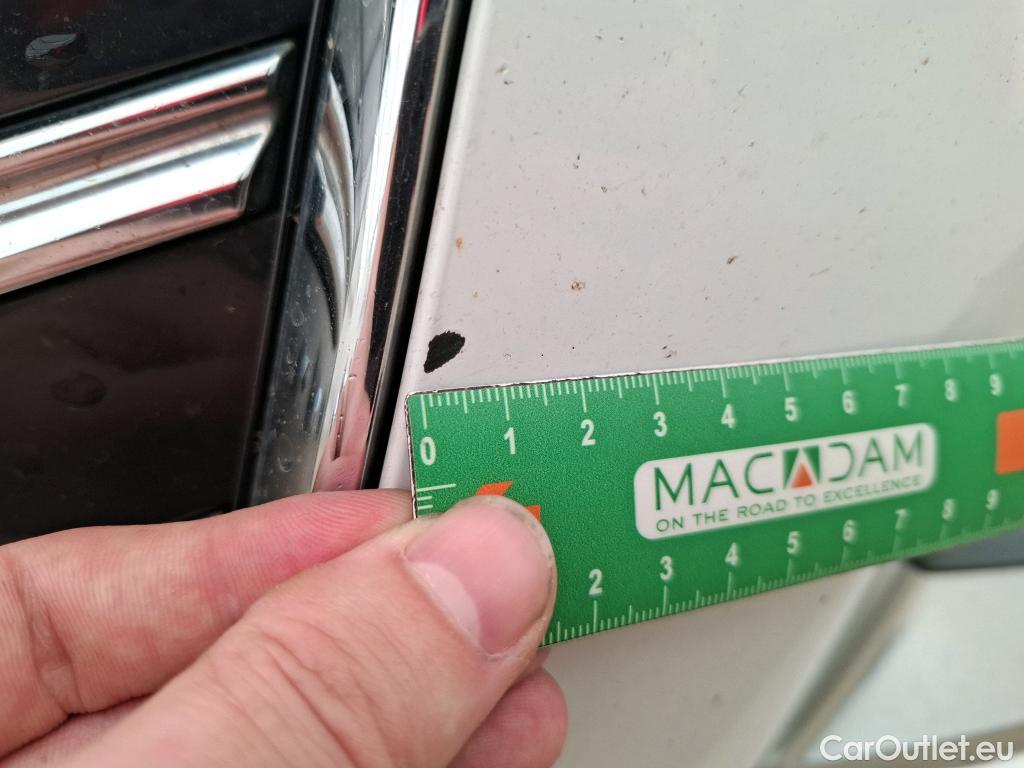 0 1 2 3 4 5 6 7 8 9
MACADAM
ON THE ROAD TO EXCELLENCE
2 3 4 5 6 7 8 9
CarOutlet.eu